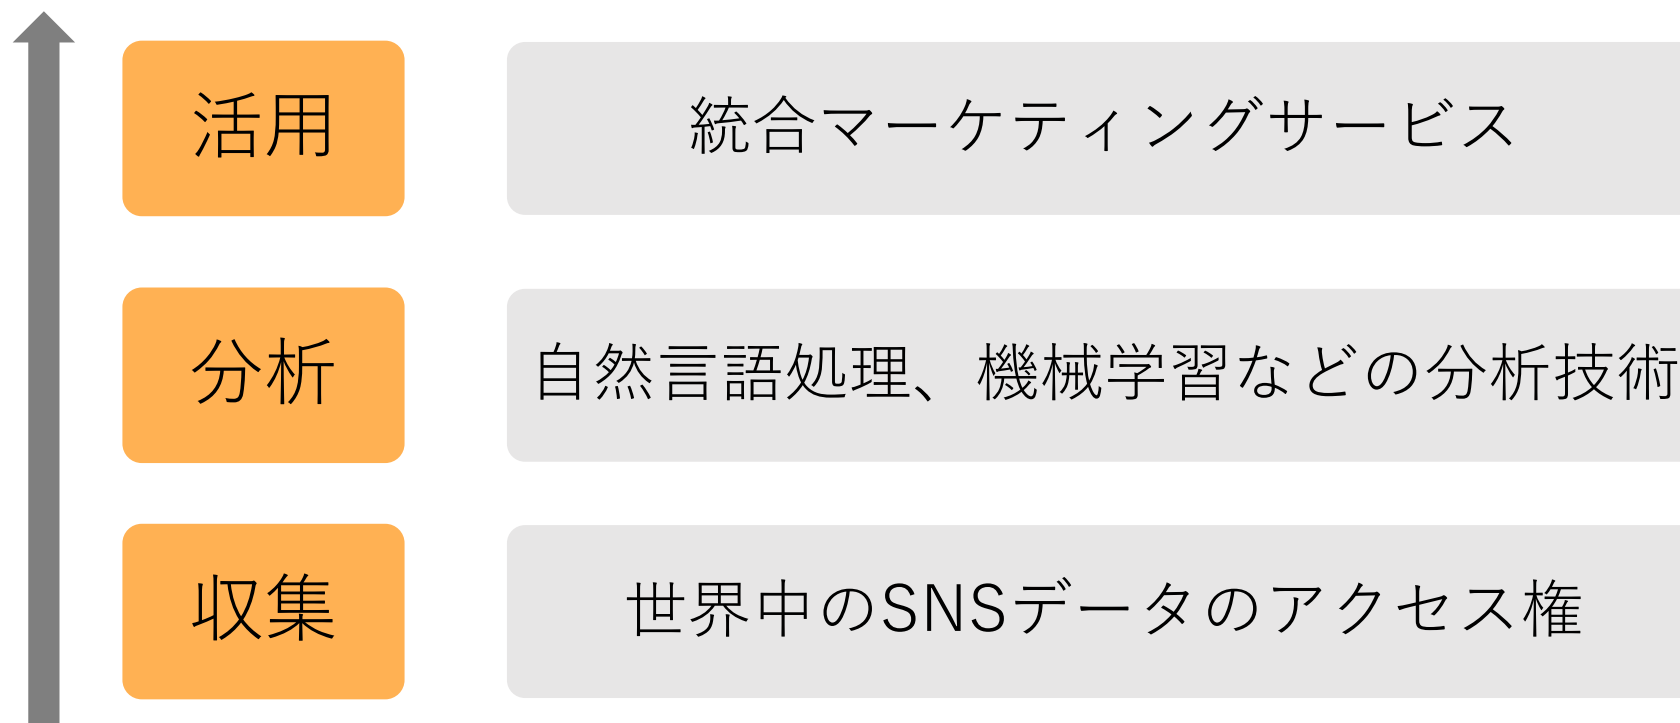 活用
統合マーケティングサービス
分析
自然言語処理、機械学習などの分析技術
収集
世界中のSNSデータのアクセス権